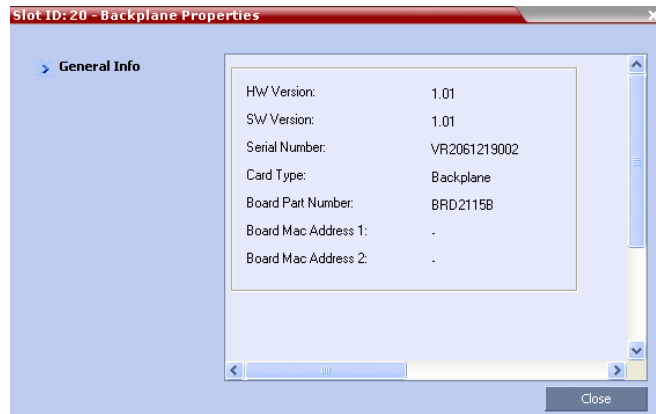 Slot ID: 20 - Backplane Properties
General Info
HW Version: 1.01
SW Version: 1.01
Serial Number: VR2061219002
Card Type: Backplane
Board Part Number: BRD2115B
Board Mac Address 1: -
Board Mac Address 2: -
Close